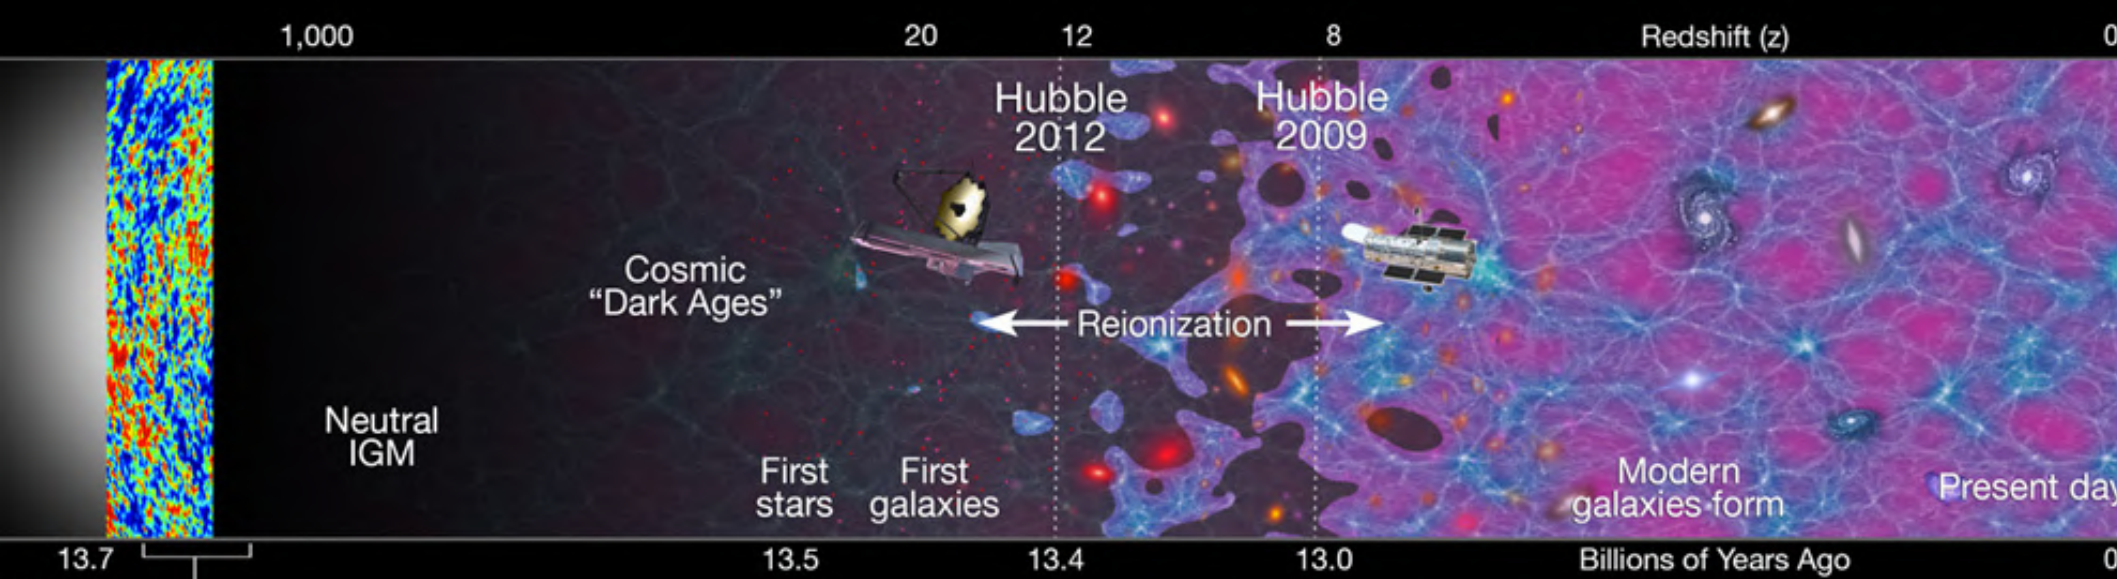 1,000 20 12 8 Redshift (z) 0
Hubble
2012
Hubble
2009
Cosmic
“Dark Ages”
Reionization
Neutral
IGM
First
stars
First
galaxies
Modern
galaxies form
Present day
13.7 13.5 13.4 13.0 Billions of Years Ago 0